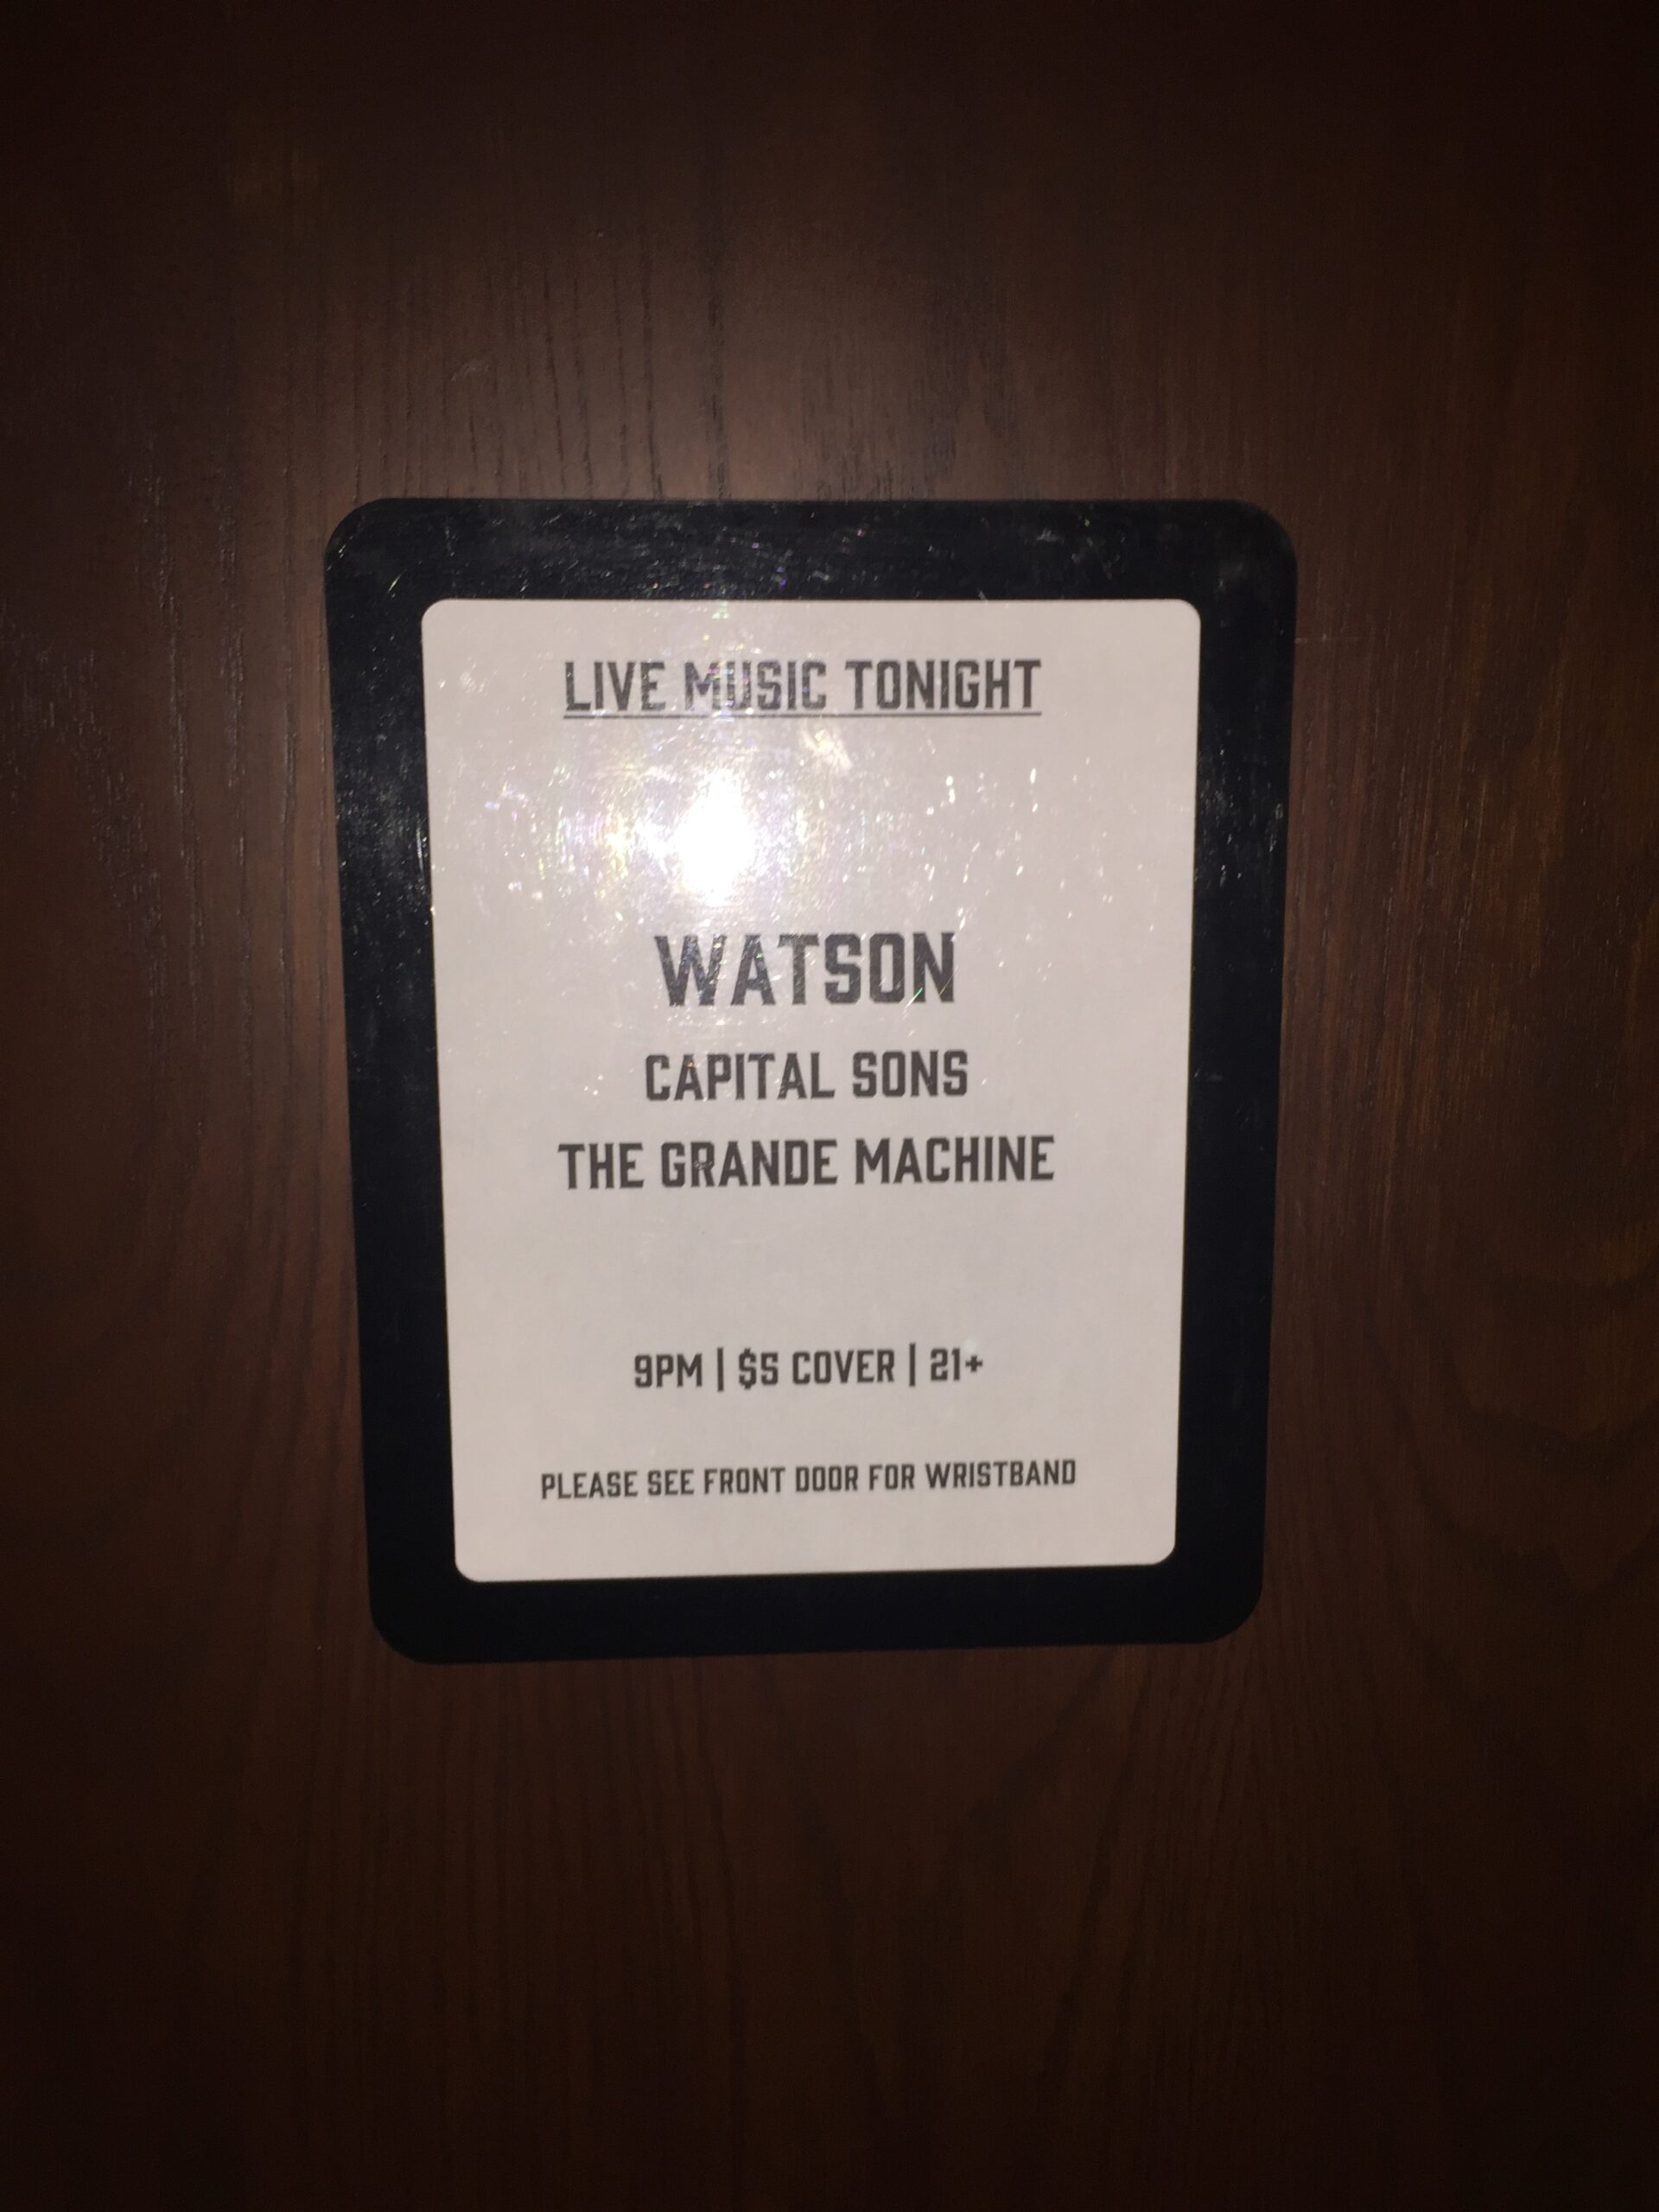 LIVE MUSIC TONIGHT
WATSON
CAPITAL SONS
THE GRANDE MACHINE
9PM | $5 COVER | 21+
PLEASE SEE FRONT DOOR FOR WRISTBAND